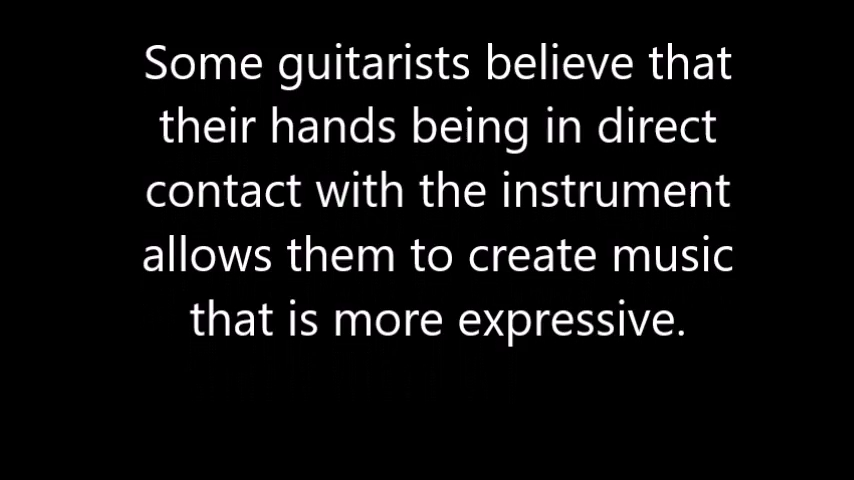 Some guitarists believe that
their hands being in direct
contact with the instrument
allows them to create music
that is more expressive.